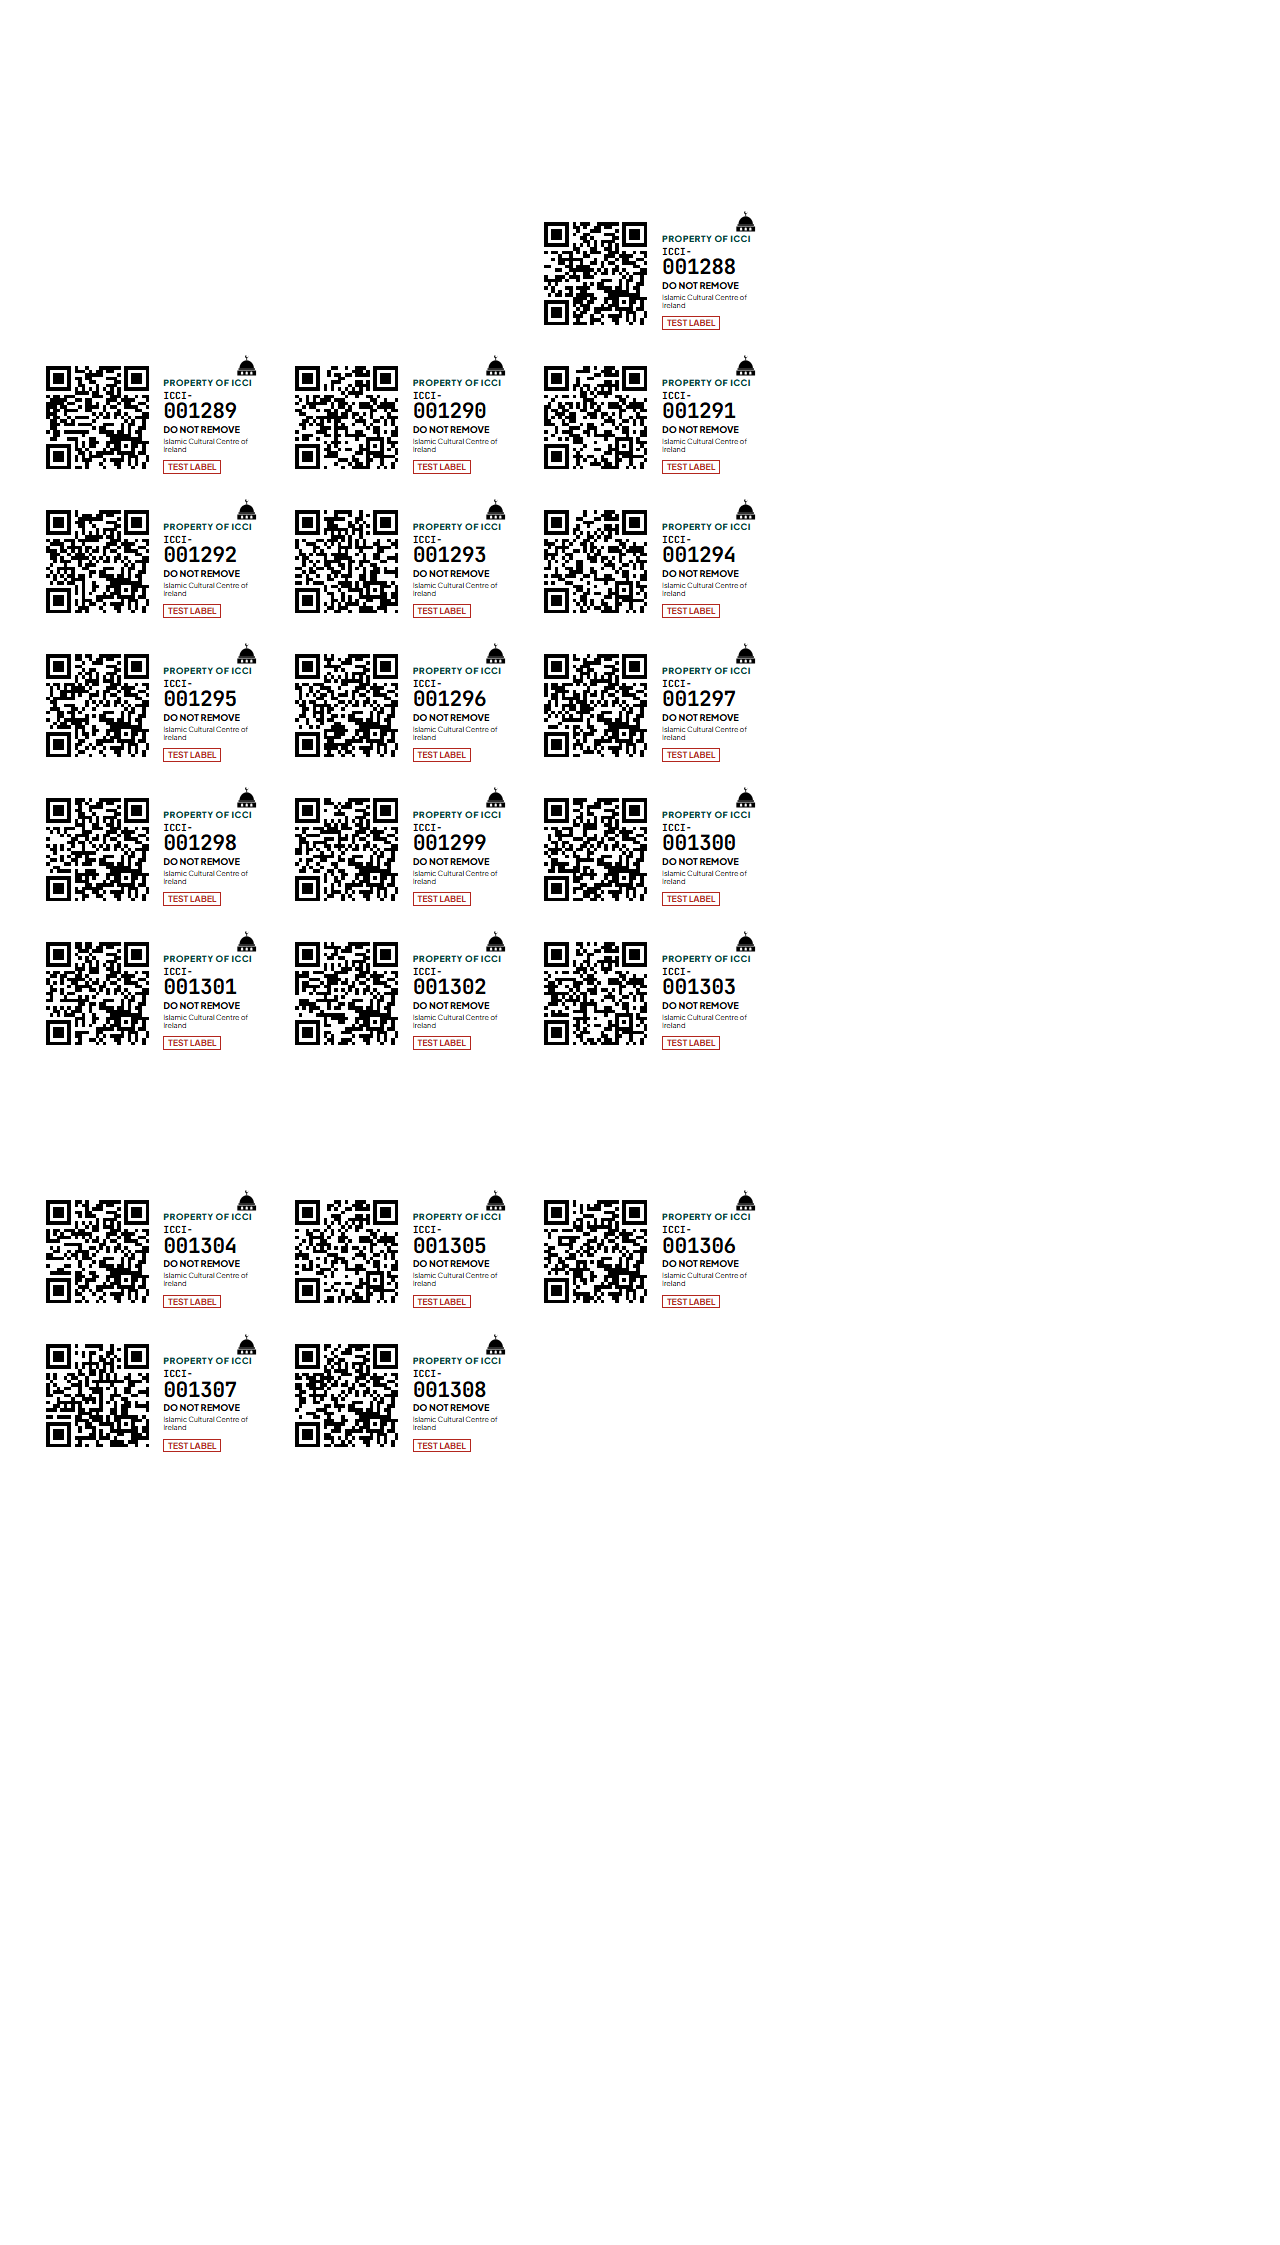 PROPERTY OF ICCI
ICCI-
001288
DO NOT REMOVE
Islamic Cultural Centre of
Ireland
TEST LABEL
PROPERTY OF ICCI
ICCI-
001289
DO NOT REMOVE
Islamic Cultural Centre of
Ireland
TEST LABEL
PROPERTY OF ICCI
ICCI-
001290
DO NOT REMOVE
Islamic Cultural Centre of
Ireland
TEST LABEL
PROPERTY OF ICCI
ICCI-
001291
DO NOT REMOVE
Islamic Cultural Centre of
Ireland
TEST LABEL
PROPERTY OF ICCI
ICCI-
001292
DO NOT REMOVE
Islamic Cultural Centre of
Ireland
TEST LABEL
PROPERTY OF ICCI
ICCI-
001293
DO NOT REMOVE
Islamic Cultural Centre of
Ireland
TEST LABEL
PROPERTY OF ICCI
ICCI-
001294
DO NOT REMOVE
Islamic Cultural Centre of
Ireland
TEST LABEL
PROPERTY OF ICCI
ICCI-
001295
DO NOT REMOVE
Islamic Cultural Centre of
Ireland
TEST LABEL
PROPERTY OF ICCI
ICCI-
001296
DO NOT REMOVE
Islamic Cultural Centre of
Ireland
TEST LABEL
PROPERTY OF ICCI
ICCI-
001297
DO NOT REMOVE
Islamic Cultural Centre of
Ireland
TEST LABEL
PROPERTY OF ICCI
ICCI-
001298
DO NOT REMOVE
Islamic Cultural Centre of
Ireland
TEST LABEL
PROPERTY OF ICCI
ICCI-
001299
DO NOT REMOVE
Islamic Cultural Centre of
Ireland
TEST LABEL
PROPERTY OF ICCI
ICCI-
001300
DO NOT REMOVE
Islamic Cultural Centre of
Ireland
TEST LABEL
PROPERTY OF ICCI
ICCI-
001301
DO NOT REMOVE
Islamic Cultural Centre of
Ireland
TEST LABEL
PROPERTY OF ICCI
ICCI-
001302
DO NOT REMOVE
Islamic Cultural Centre of
Ireland
TEST LABEL
PROPERTY OF ICCI
ICCI-
001303
DO NOT REMOVE
Islamic Cultural Centre of
Ireland
TEST LABEL
PROPERTY OF ICCI
ICCI-
001304
DO NOT REMOVE
Islamic Cultural Centre of
Ireland
TEST LABEL
PROPERTY OF ICCI
ICCI-
001305
DO NOT REMOVE
Islamic Cultural Centre of
Ireland
TEST LABEL
PROPERTY OF ICCI
ICCI-
001306
DO NOT REMOVE
Islamic Cultural Centre of
Ireland
TEST LABEL
PROPERTY OF ICCI
ICCI-
001307
DO NOT REMOVE
Islamic Cultural Centre of
Ireland
TEST LABEL
PROPERTY OF ICCI
ICCI-
001308
DO NOT REMOVE
Islamic Cultural Centre of
Ireland
TEST LABEL